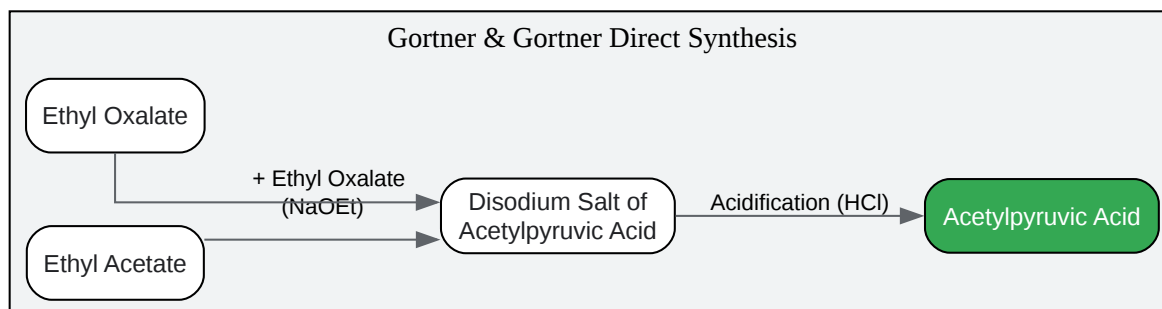 Gortner & Gortner Direct Synthesis
Ethyl Oxalate
+ Ethyl Oxalate
(NaOEt)
Disodium Salt of
Acetylpyruvic Acid
Acidification (HCl)
Acetylpyruvic Acid
Ethyl Acetate